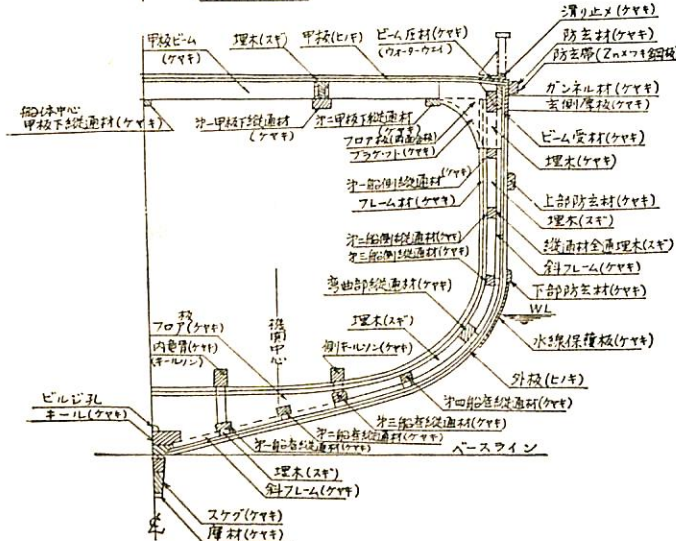 滑り止メ(ケヤキ)
甲板ビーム
(ケヤキ)
埋木(スギ)
甲板(ヒノキ)
ビーム圧材(ケヤキ)
(ウォーターウエイ)
防玄材(ケヤキ)
防玄帯(Znメッキ鋼板)
ガンネル材(ケヤキ)
玄側厚板(ケヤキ)
船体中心
甲板下縦通材(ケヤキ)
第一甲板下縦通材
(ケヤキ)
第二甲板下縦通材
(ケヤキ)
フロア板(両面合板)
ブラケット(ケヤキ)
ビーム受材(ケヤキ)
埋木(ケヤキ)
第一船側縦通材(ケヤキ)
フレーム材(ケヤキ)
上部防玄材(ケヤキ)
埋木(スギ)
第二船側縦通材(ケヤキ)
縦通材全通埋木(スギ)
第三船側縦通材(ケヤキ)
斜フレーム(ケヤキ)
弯曲部縦通材(ケヤキ)
下部防玄材(ケヤキ)
WL
板
フロア(ケヤキ)
機関中心
埋木(スギ)
水線保護板(ケヤキ)
内竜骨(ケヤキ)
(キールソン)
側キールソン(ケヤキ)
外板(ヒノキ)
ビルジ孔
キール(ケヤキ)
第四船底縦通材(ケヤキ)
第三船底縦通材(ケヤキ)
第二船底縦通材(ケヤキ)
第一船底縦通材(ケヤキ)
ベースライン
埋木(スギ)
斜フレーム(ケヤキ)
スケグ(ケヤキ)
摩材(ケヤキ)
℄